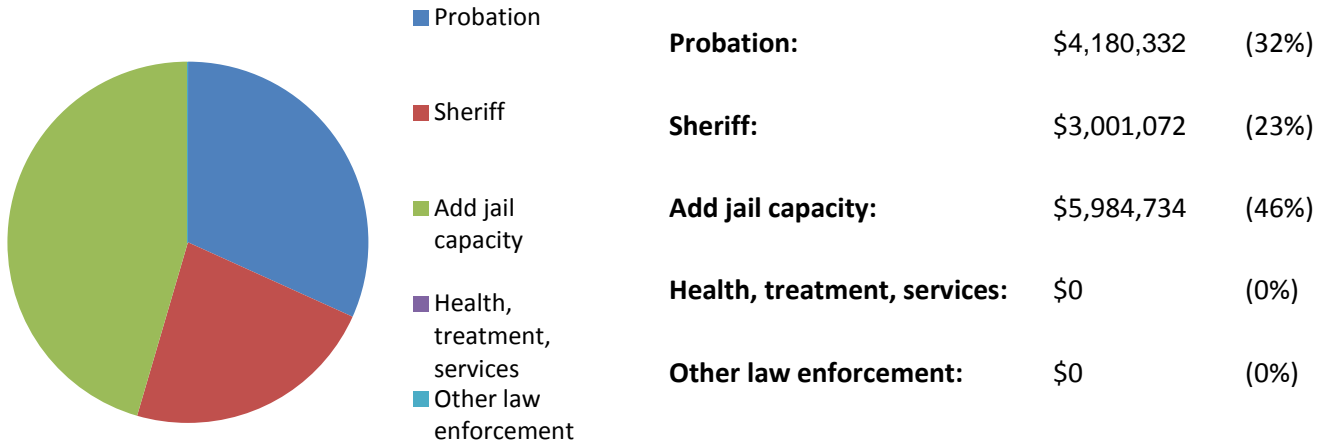 Probation
Sheriff
Add jail
capacity
Health,
treatment,
services
Other law
enforcement
Probation: $4,180,332 (32%)
Sheriff: $3,001,072 (23%)
Add jail capacity: $5,984,734 (46%)
Health, treatment, services: $0 (0%)
Other law enforcement: $0 (0%)